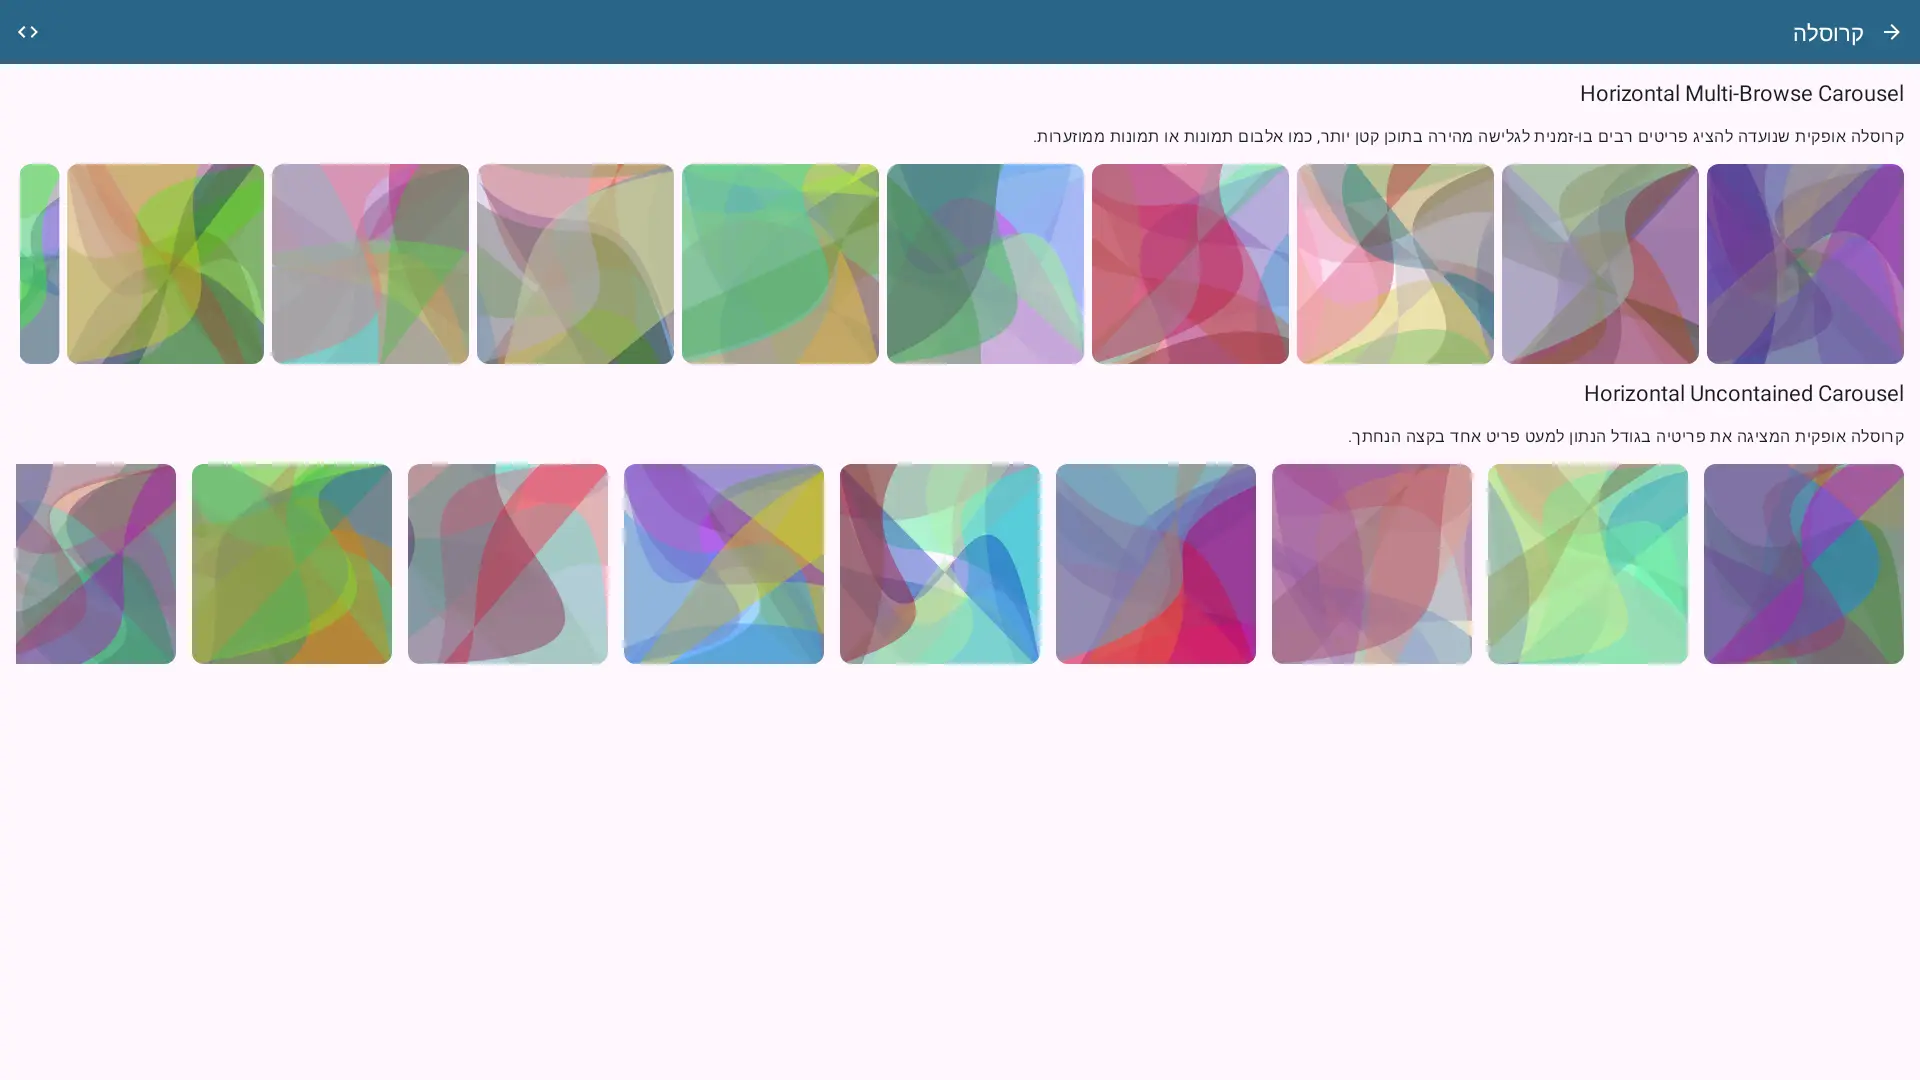 קרוסלה
Horizontal Multi-Browse Carousel
קרוסלה אופקית שנועדה להציג פריטים רבים בו-זמנית לגלישה מהירה בתוכן קטן יותר, כמו אלבום תמונות או תמונות ממוזערות.
Horizontal Uncontained Carousel
קרוסלה אופקית המציגה את פריטיה בגודל הנתון למעט פריט אחד בקצה הנחתך.